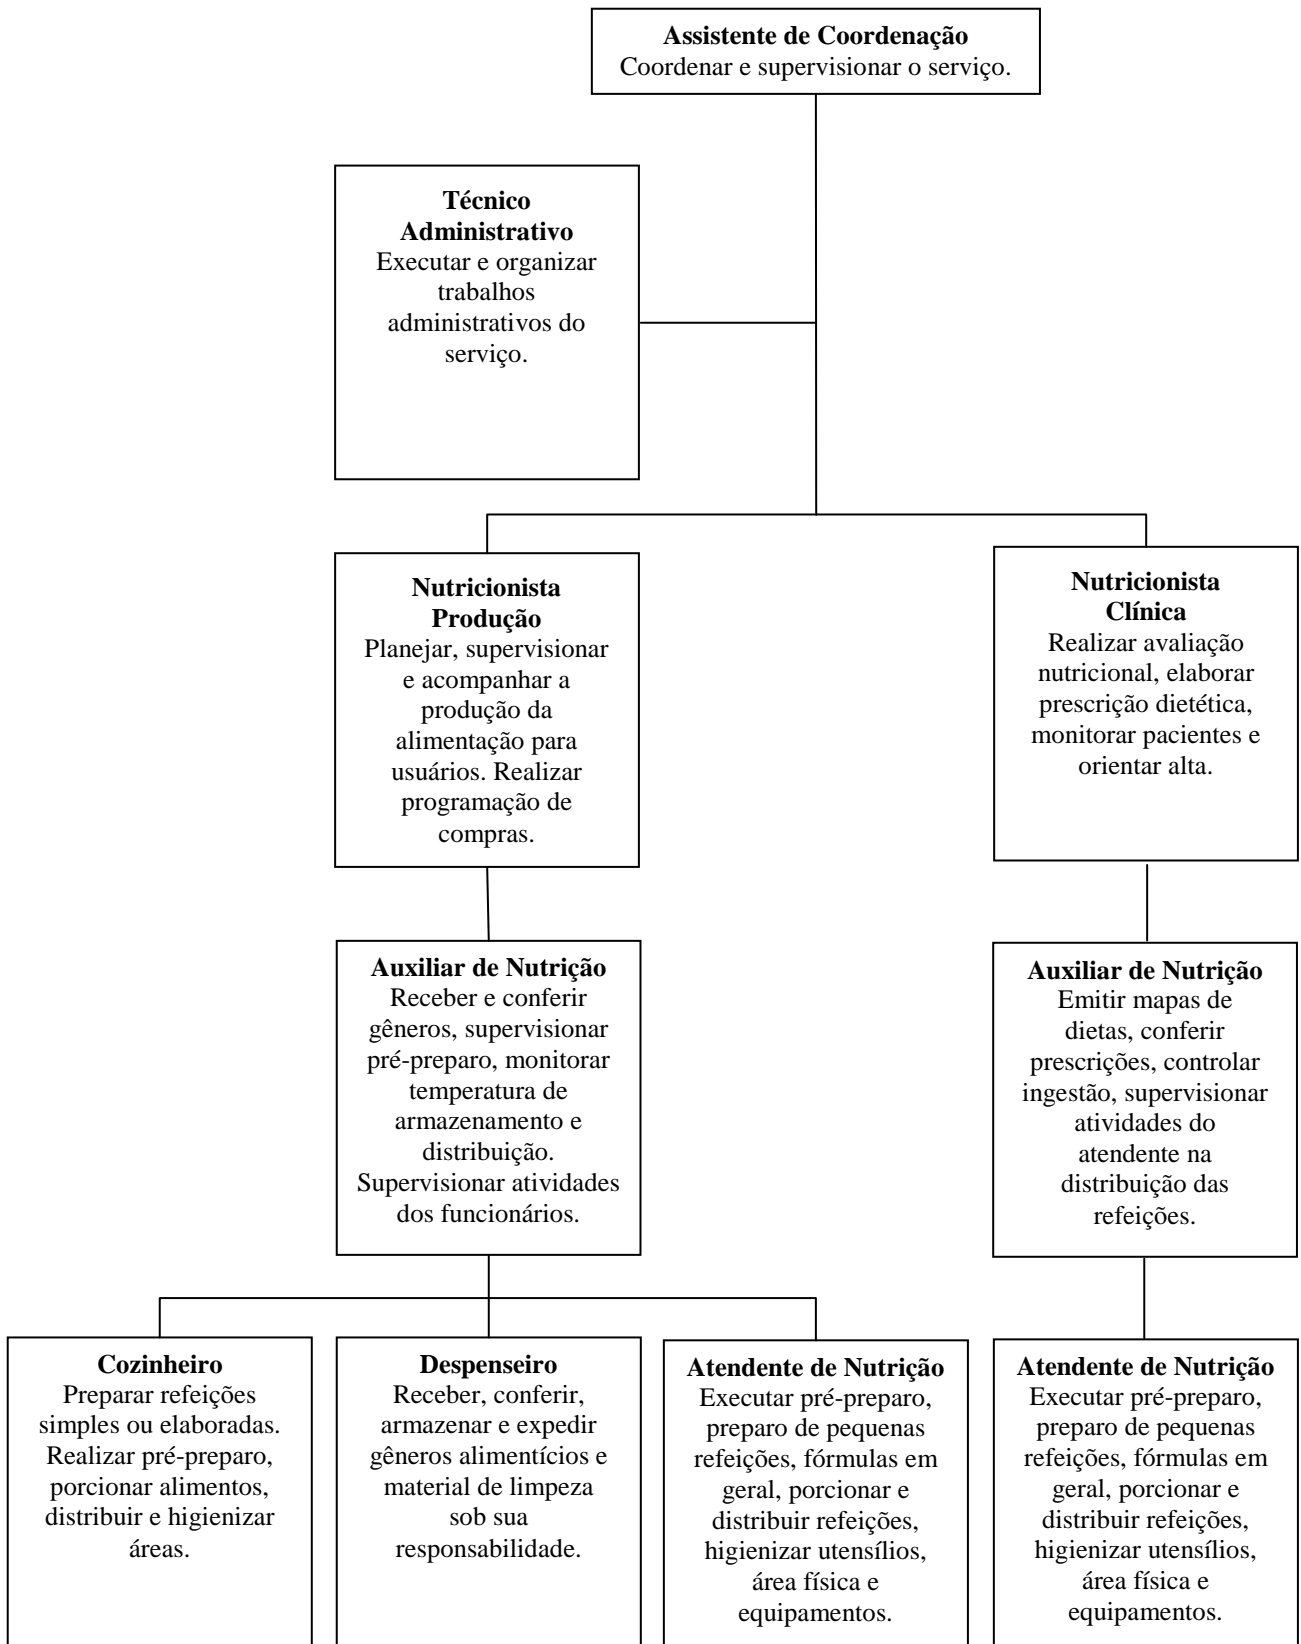 Assistente de Coordenação
Coordenar e supervisionar o serviço.
Técnico
Administrativo
Executar e organizar
trabalhos
administrativos do
serviço.
Nutricionista
Produção
Planejar, supervisionar
e acompanhar a
produção da
alimentação para
usuários. Realizar
programação de
compras.
Nutricionista
Clínica
Realizar avaliação
nutricional, elaborar
prescrição dietética,
monitorar pacientes e
orientar alta.
Auxiliar de Nutrição
Receber e conferir
gêneros, supervisionar
pré-preparo, monitorar
temperatura de
armazenamento e
distribuição.
Supervisionar atividades
dos funcionários.
Auxiliar de Nutrição
Emitir mapas de
dietas, conferir
prescrições, controlar
ingestão, supervisionar
atividades do
atendente na
distribuição das
refeições.
Cozinheiro
Preparar refeições
simples ou elaboradas.
Realizar pré-preparo,
porcionar alimentos,
distribuir e higienizar
áreas.
Despenseiro
Receber, conferir,
armazenar e expedir
gêneros alimentícios e
material de limpeza
sob sua
responsabilidade.
Atendente de Nutrição
Executar pré-preparo,
preparo de pequenas
refeições, fórmulas em
geral, porcionar e
distribuir refeições,
higienizar utensílios,
área física e
equipamentos.
Atendente de Nutrição
Executar pré-preparo,
preparo de pequenas
refeições, fórmulas em
geral, porcionar e
distribuir refeições,
higienizar utensílios,
área física e
equipamentos.